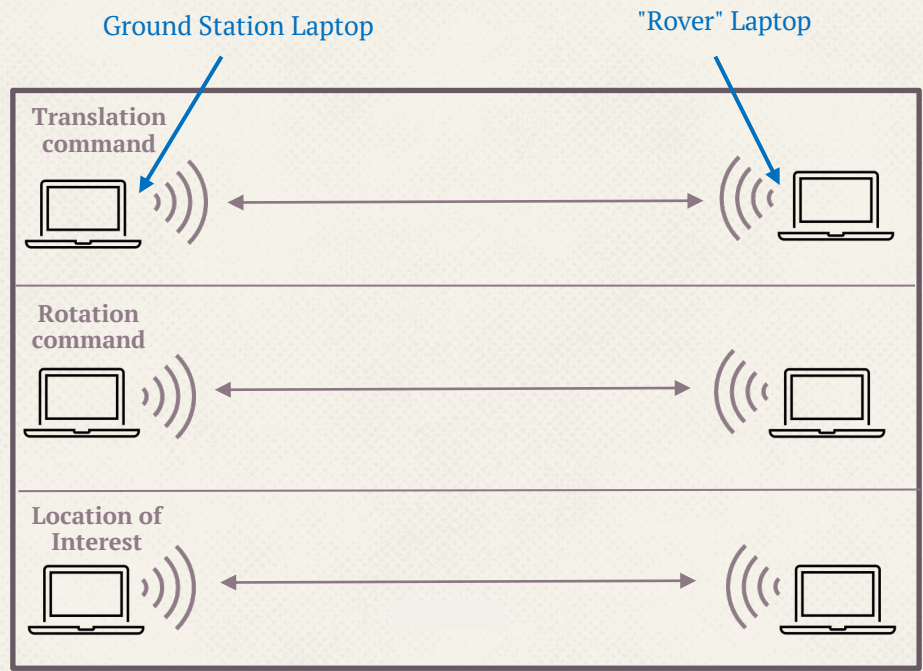 Ground Station Laptop
"Rover" Laptop
Translation
command
Rotation
command
Location of
Interest